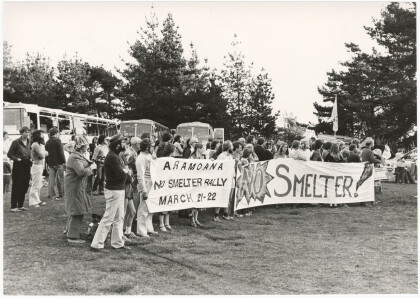 ARAMOANA
NO SMELTER RALLY
MARCH 21-22
NO SMELTER!